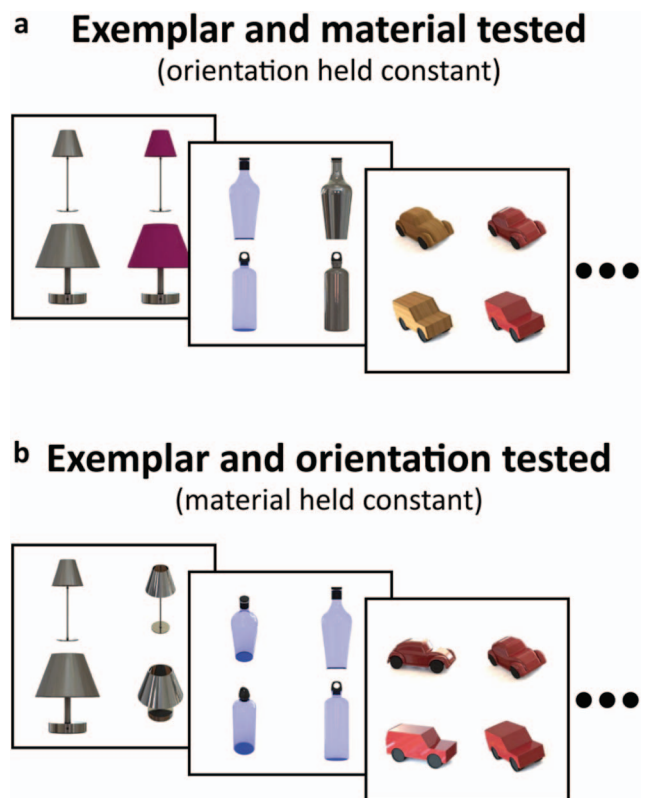 a
Exemplar and material tested
(orientation held constant)
b
Exemplar and orientation tested
(material held constant)